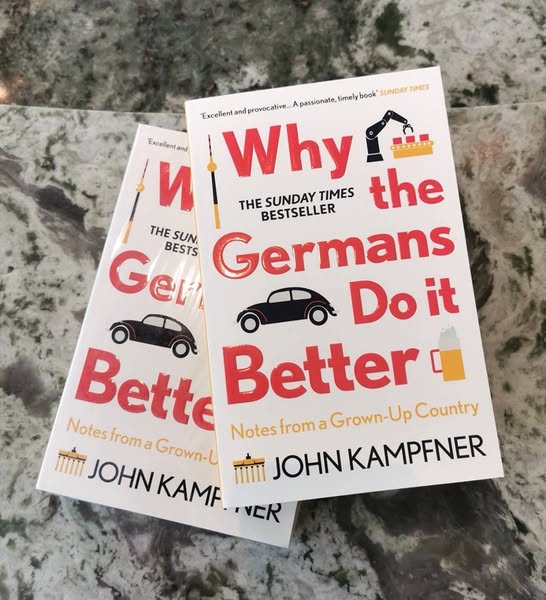 'Excellent and provocative... A passionate, timely book' SUNDAY TIMES
Why
the
THE SUNDAY TIMES
BESTSELLER
Germans
Do it
Better
Notes from a Grown-Up Country
JOHN KAMPFNER
'Excellent and
W
THE SUN
BESTS
Ger
Bette
Notes from a Grown-U
JOHN KAMPFNER